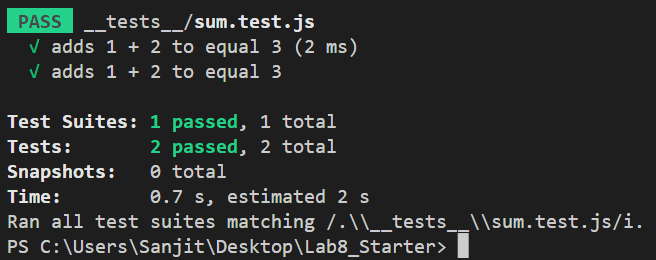 PASS __tests__/sum.test.js
√ adds 1 + 2 to equal 3 (2 ms)
√ adds 1 + 2 to equal 3
Test Suites: 1 passed, 1 total
Tests: 2 passed, 2 total
Snapshots: 0 total
Time: 0.7 s, estimated 2 s
Ran all test suites matching /.\\__tests__\\sum.test.js/i.
PS C:\Users\Sanjit\Desktop\Lab8_Starter>